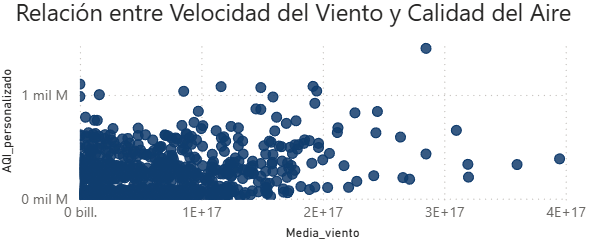 Relación entre Velocidad del Viento y Calidad del Aire
AQI_personalizado
1 mil M
0 mil M
0 bill. 1E+17 2E+17 3E+17 4E+17
Media_viento